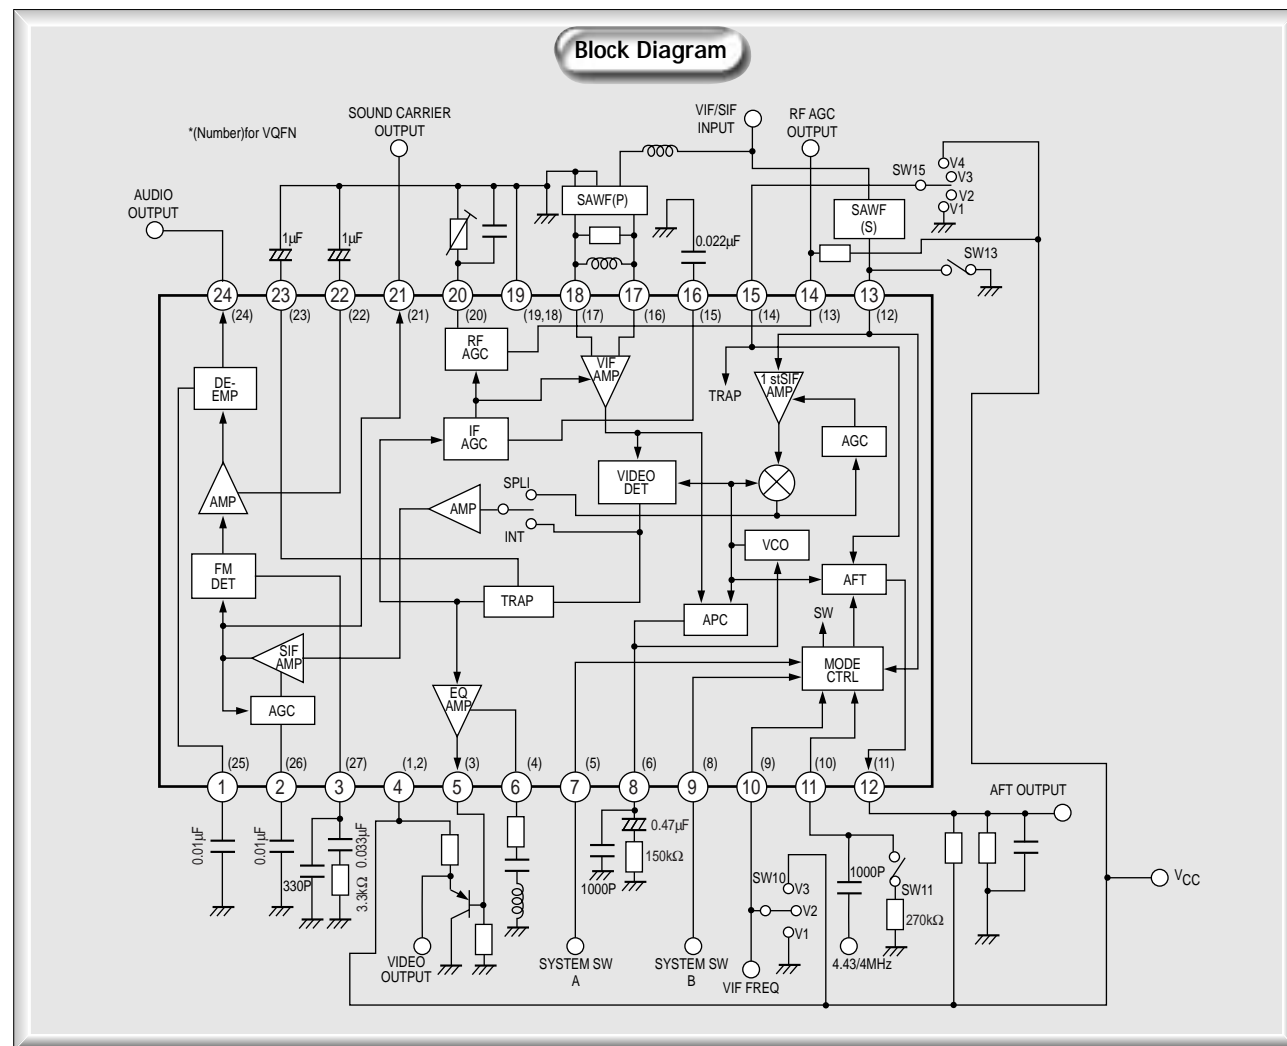 Block Diagram
SOUND CARRIER
OUTPUT
VIF/SIF
INPUT
RF AGC
OUTPUT
*(Number)for VQFN
AUDIO
OUTPUT
SW15
V4
V3
V2
V1
SAWF(P)
SAWF
(S)
1µF
1µF
0.022µF
SW13
24
23
22
21
20
19
18
17
16
15
14
13
(24)
(23)
(22)
(21)
(20)
(19,18)
(17)
(16)
(15)
(14)
(13)
(12)
RF
AGC
VIF
AMP
1 stSIF
AMP
TRAP
DE-
EMP
IF
AGC
AGC
VIDEO
DET
SPLI
AMP
AMP
INT
VCO
FM
DET
TRAP
AFT
APC
SW
SIF
AMP
MODE
CTRL
EQ
AMP
AGC
(25)
(26)
(27)
(1,2)
(3)
(4)
(5)
(6)
(8)
(9)
(10)
(11)
1
2
3
4
5
6
7
8
9
10
11
12
AFT OUTPUT
0.01µF
0.01µF
330P
0.033µF
3.3kΩ
0.47µF
150kΩ
1000P
SW10
V3
V2
V1
1000P
SW11
270kΩ
VCC
VIDEO
OUTPUT
SYSTEM SW
A
SYSTEM SW
B
VIF FREQ
4.43/4MHz